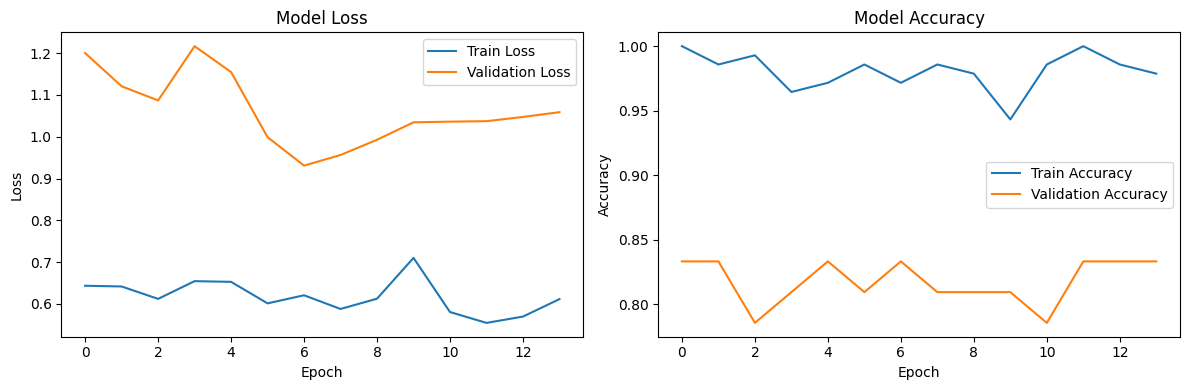 Model Loss
1.2
1.1
1.0
0.9
0.8
0.7
0.6
Loss
Train Loss
Validation Loss
0 2 4 6 8 10 12
Epoch
Model Accuracy
1.00
0.95
0.90
0.85
0.80
Accuracy
Train Accuracy
Validation Accuracy
0 2 4 6 8 10 12
Epoch